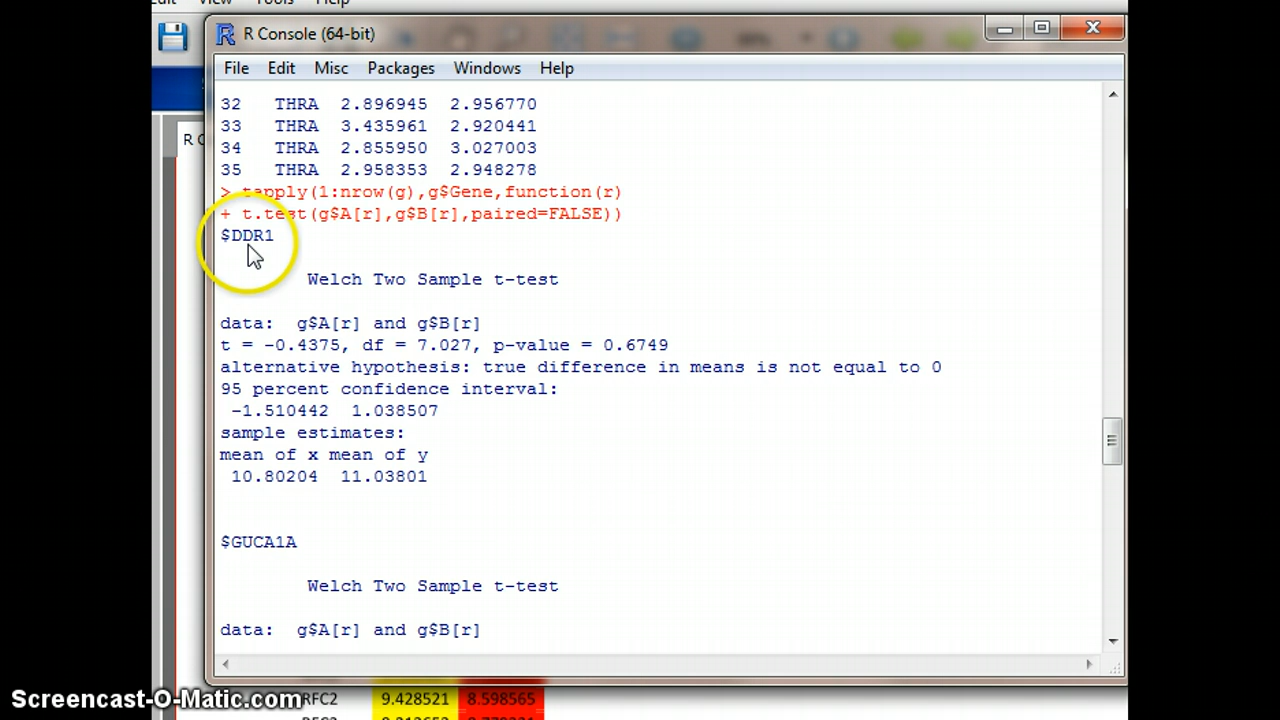 Edit View Tools Help
R Console (64-bit)
File Edit Misc Packages Windows Help
R C
32 THRA 2.896945 2.956770
33 THRA 3.435961 2.920441
34 THRA 2.855950 3.027003
35 THRA 2.958353 2.948278
> tapply(1:nrow(g),g$Gene,function(r)
+ t.test(g$A[r],g$B[r],paired=FALSE))
$DDR1
Welch Two Sample t-test
data: g$A[r] and g$B[r]
t = -0.4375, df = 7.027, p-value = 0.6749
alternative hypothesis: true difference in means is not equal to 0
95 percent confidence interval:
-1.510442 1.038507
sample estimates:
mean of x mean of y
10.80204 11.03801
$GUCA1A
Welch Two Sample t-test
data: g$A[r] and g$B[r]
RFC2 9.428521 8.598565
Screencast-O-Matic.com